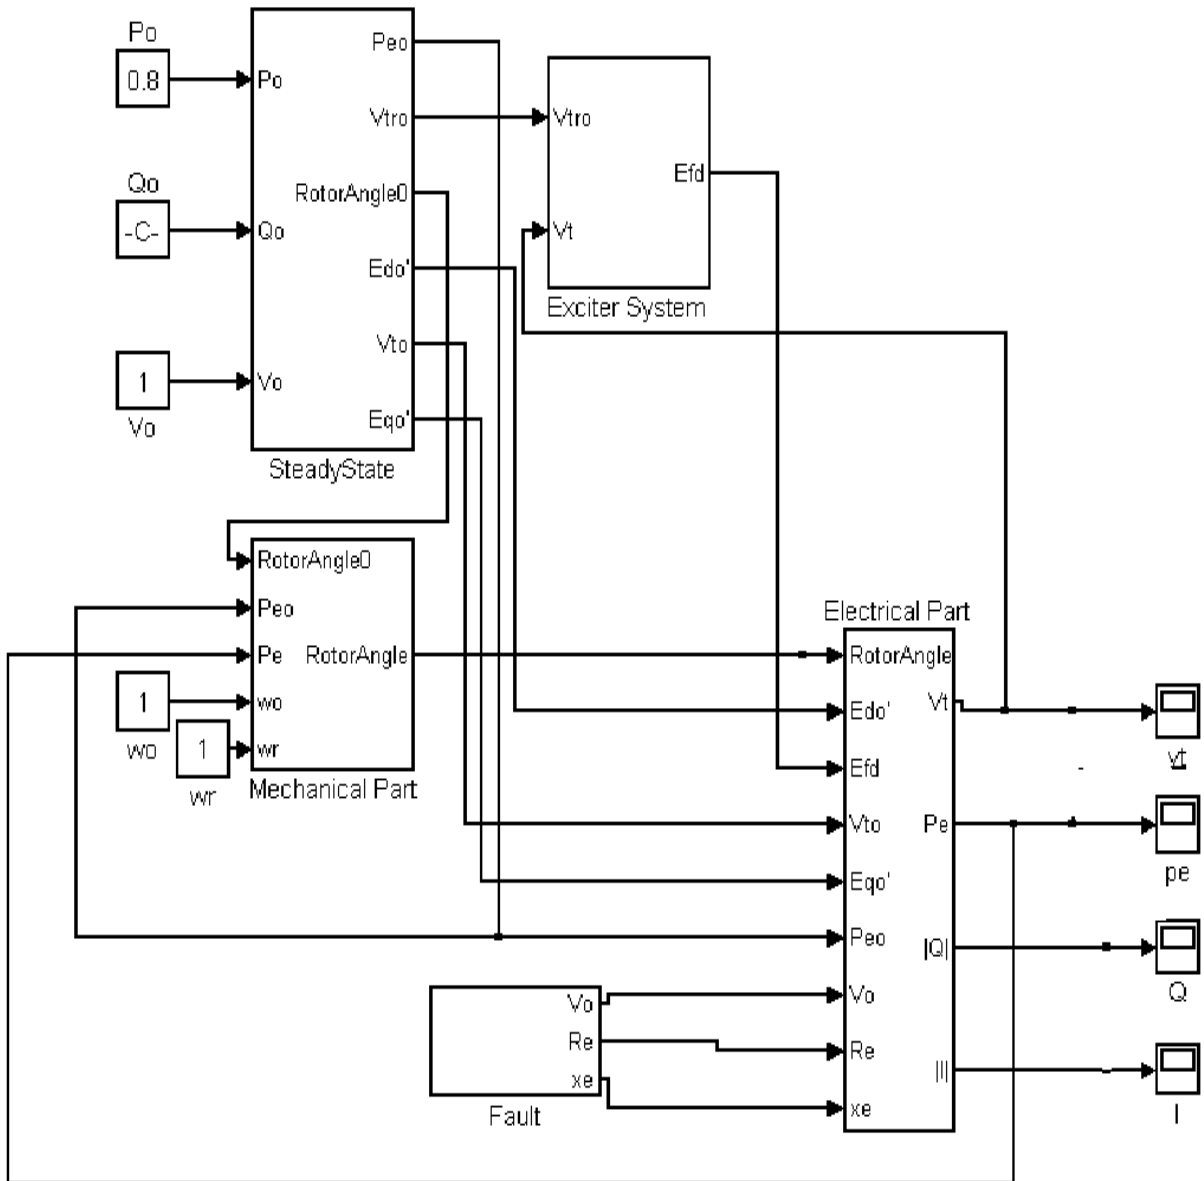 Po
0.8
Po
Qo
-C-
Qo
1
Vo
Vo
Peo
Vtro
RotorAngle0
Edo'
Vto
Eqo'
SteadyState
Vtro
Vt
Efd
Exciter System
RotorAngle0
Peo
Pe
RotorAngle
1
wo
wo
1
wr
wr
Mechanical Part
Electrical Part
RotorAngle
Edo'
Efd
Vto
Eqo'
Peo
Vo
Re
xe
Vt
Pe
|Q|
|I|
Vo
Re
xe
Fault
vt
pe
Q
I